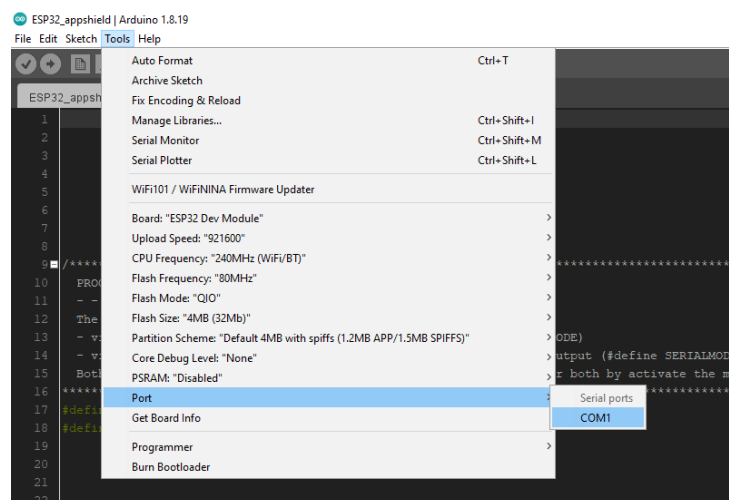 ESP32_appshield | Arduino 1.8.19
File Edit Sketch Tools Help
Auto Format Ctrl+T
Archive Sketch
ESP32_appsh
Fix Encoding & Reload
Manage Libraries... Ctrl+Shift+I
Serial Monitor Ctrl+Shift+M
Serial Plotter Ctrl+Shift+L
WiFi101 / WiFiNINA Firmware Updater
Board: "ESP32 Dev Module"
Upload Speed: "921600"
CPU Frequency: "240MHz (WiFi/BT)"
Flash Frequency: "80MHz"
Flash Mode: "QIO"
Flash Size: "4MB (32Mb)"
Partition Scheme: "Default 4MB with spiffs (1.2MB APP/1.5MB SPIFFS)"
Core Debug Level: "None"
PSRAM: "Disabled"
Port
Get Board Info
Programmer
Burn Bootloader
Serial ports
COM1
1
2
3
4
5
6
7
8
9 /****
10 PROG
11 - -
12 The
13 - v ODE)
14 - v utput (#define SERIALMOD
15 Bot r both by activate the m
16 *****
17 #defi
18 #defi
19
20
21
22